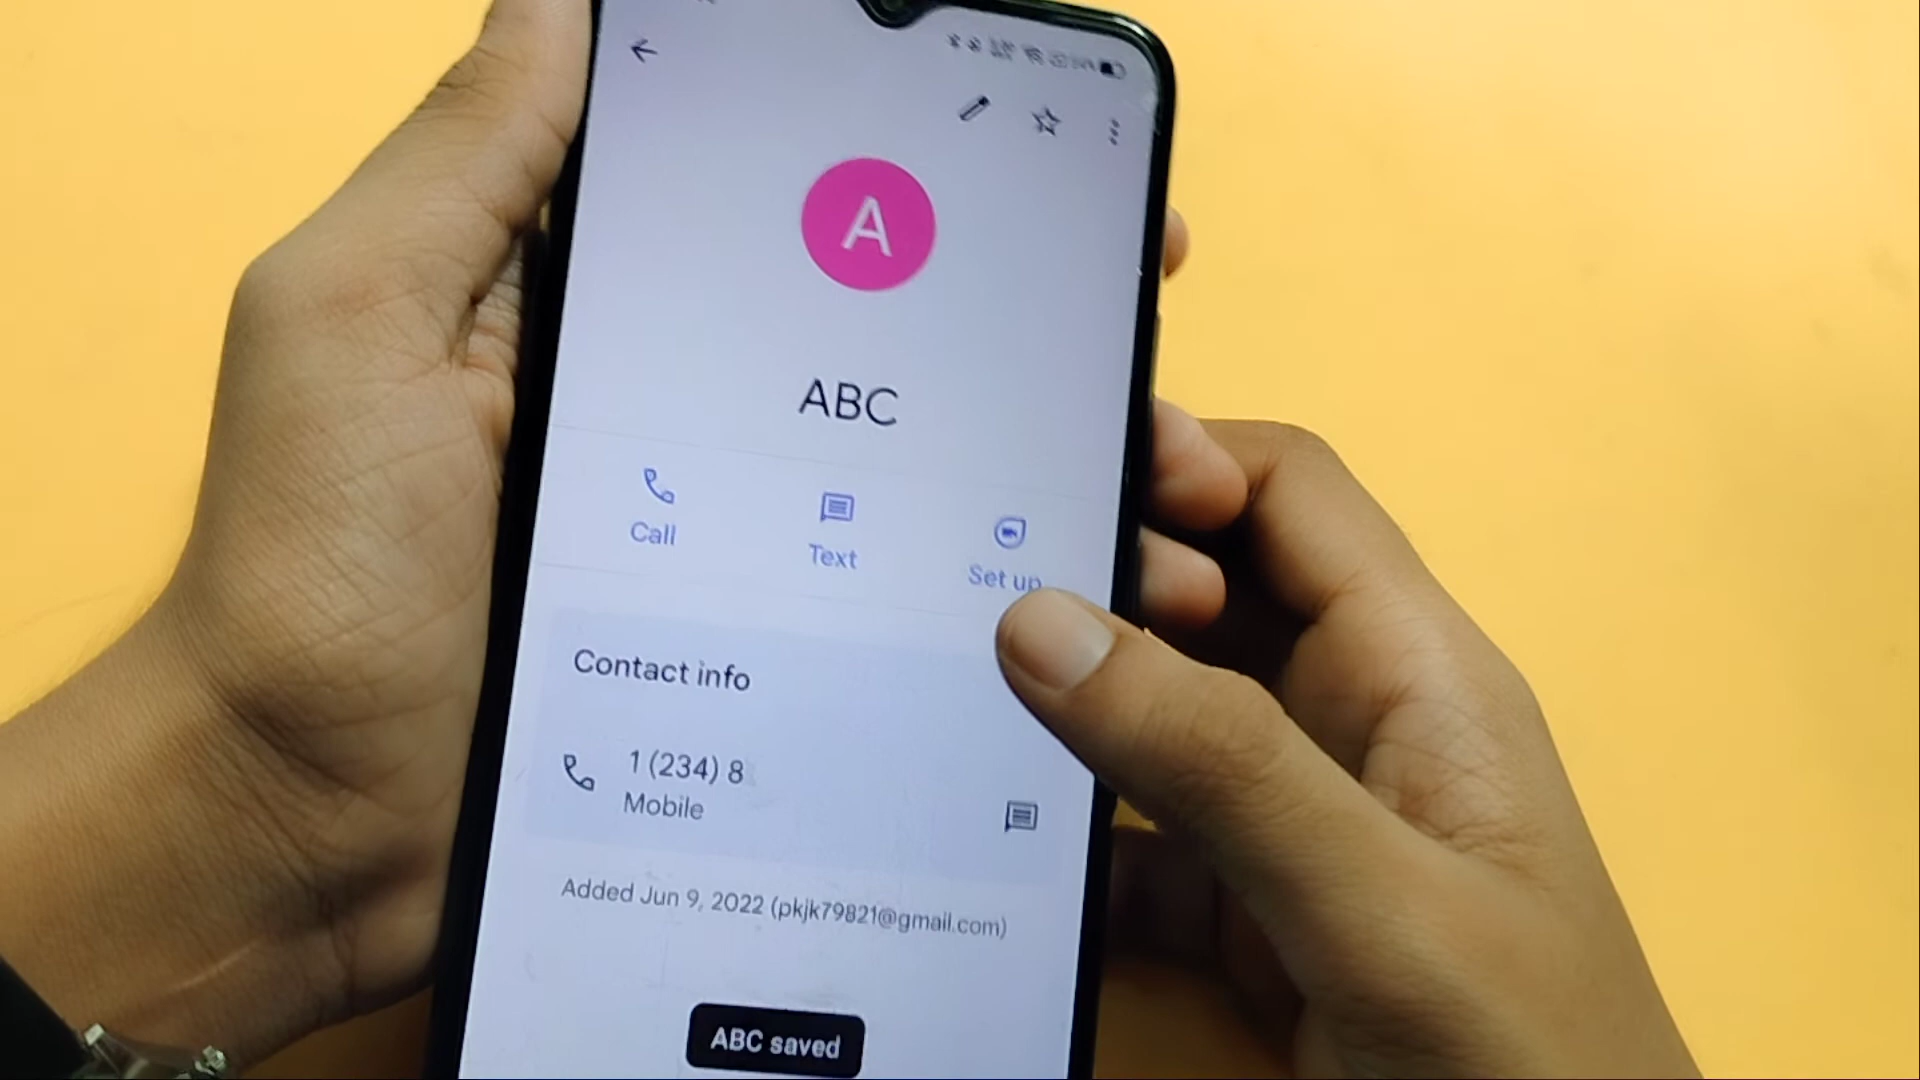 A
ABC
Call
Text
Set up
Contact info
1 (234) 8
Mobile
Added Jun 9, 2022 (pkjk79821@gmail.com)
ABC saved